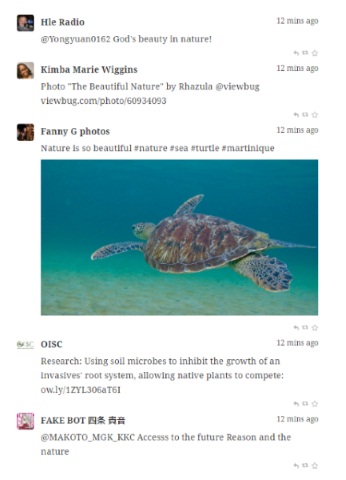 Hle Radio 12 mins ago
@Yongyuan0162 God's beauty in nature!
Kimba Marie Wiggins 12 mins ago
Photo "The Beautiful Nature" by Rhazula @viewbug
viewbug.com/photo/60934093
Fanny G photos 12 mins ago
Nature is so beautiful #nature #sea #turtle #martinique
OISC 12 mins ago
Research: Using soil microbes to inhibit the growth of an
invasives' root system, allowing native plants to compete:
ow.ly/1ZYL306aT6I
FAKE BOT 四条 貴音 12 mins ago
@MAKOTO_MGK_KKC Accesss to the future Reason and the
nature